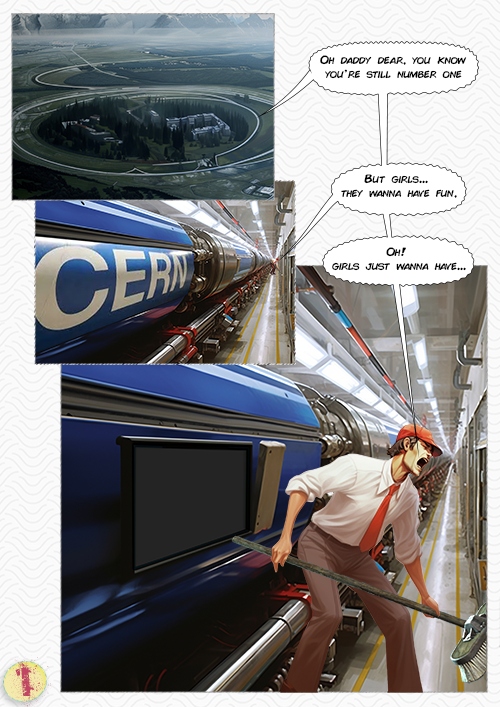 Oh daddy dear, you know
you're still number one
But girls...
they wanna have fun.
CERN
Oh!
girls just wanna have...
1